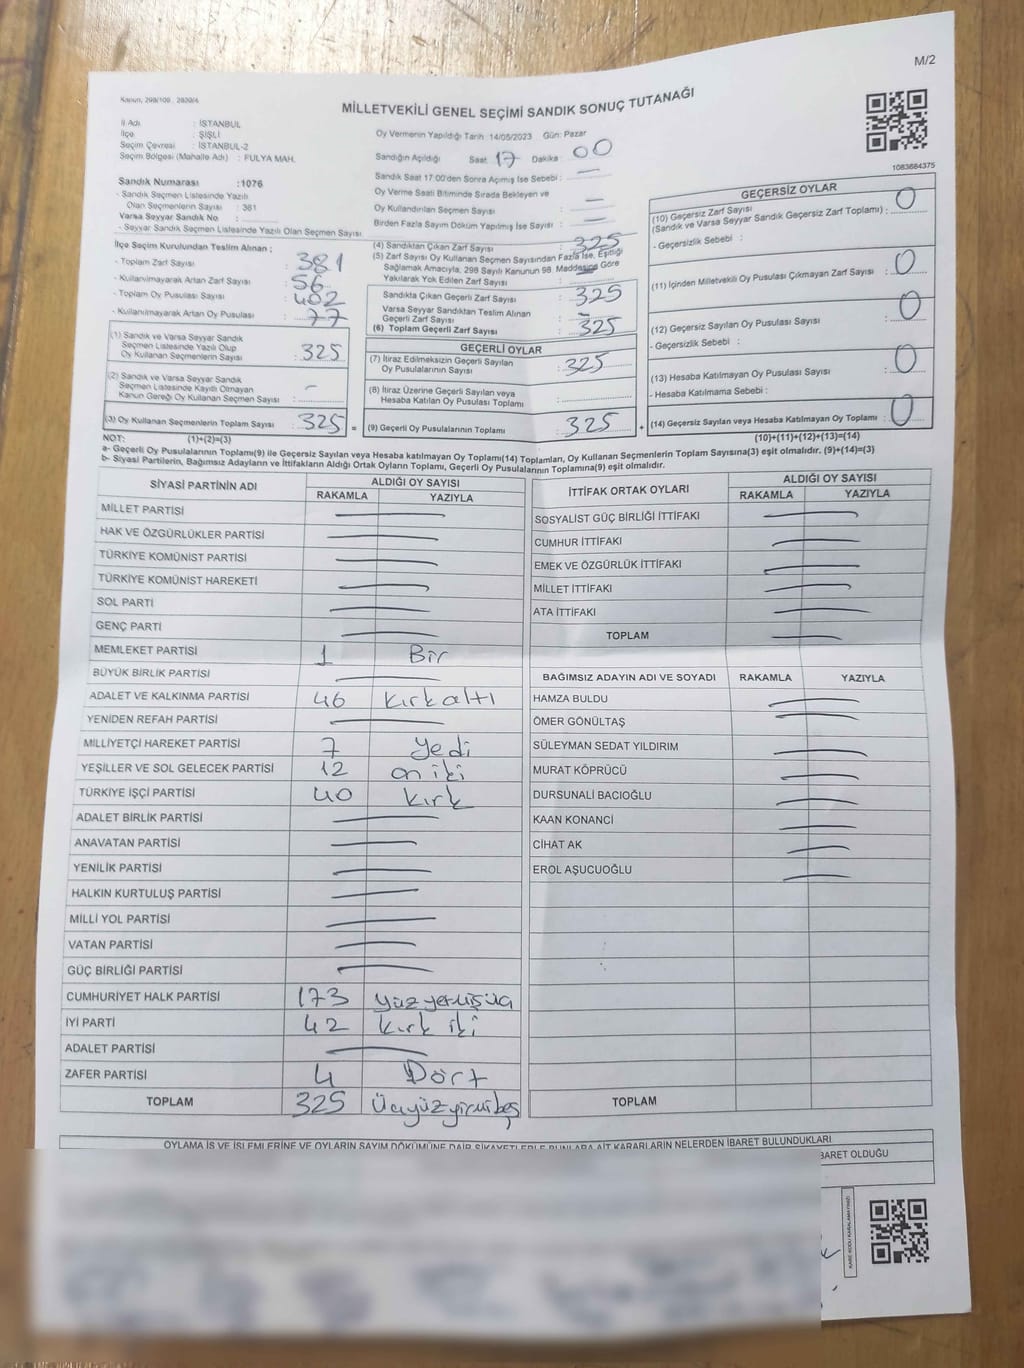 M/2
Kanun, 298/109 , 2839/4
MİLLETVEKİLİ GENEL SEÇİMİ SANDIK SONUÇ TUTANAĞI
İl Adı : İSTANBUL
İlçe : ŞİŞLİ
Seçim Çevresi : İSTANBUL-2
Seçim Bölgesi (Mahalle Adı) : FULYA MAH.
Oy Vermenin Yapıldığı Tarih 14/05/2023 Gün: Pazar
Sandığın Açıldığı Saat 17 Dakika : 00
Sandık Saat 17:00'den Sonra Açılmış İse Sebebi : —
Oy Verme Saati Bitiminde Sırada Bekleyen ve
Oy Kullandırılan Seçmen Sayısı : —
Birden Fazla Sayım Döküm Yapılmış İse Sayısı : —
1083684375
Sandık Numarası :1076
- Sandık Seçmen Listesinde Yazılı
Olan Seçmenlerin Sayısı : 381
Varsa Seyyar Sandık No :
- Seyyar Sandık Seçmen Listesinde Yazılı Olan Seçmen Sayısı
İlçe Seçim Kurulundan Teslim Alınan ;
- Toplam Zarf Sayısı : 381
- Kullanılmayarak Artan Zarf Sayısı : 56
- Toplam Oy Pusulası Sayısı : 402
- Kullanılmayarak Artan Oy Pusulası : 77
(1) Sandık ve Varsa Seyyar Sandık
Seçmen Listesinde Yazılı Olup
Oy Kullanan Seçmenlerin Sayısı : 325
(2) Sandık ve Varsa Seyyar Sandık
Seçmen Listesinde Kayıtlı Olmayan
Kanun Gereği Oy Kullanan Seçmen Sayısı : –
(3) Oy Kullanan Seçmenlerin Toplam Sayısı : 325 =
(4) Sandıktan Çıkan Zarf Sayısı : 325
(5) Zarf Sayısı Oy Kullanan Seçmen Sayısından Fazla İse, Eşitliği
Sağlamak Amacıyla, 298 Sayılı Kanunun 98. Maddesine Göre
Yakılarak Yok Edilen Zarf Sayısı :
Sandıkta Çıkan Geçerli Zarf Sayısı : 325
Varsa Seyyar Sandıktan Teslim Alınan
Geçerli Zarf Sayısı : –
(6) Toplam Geçerli Zarf Sayısı : 325
GEÇERLİ OYLAR
(7) İtiraz Edilmeksizin Geçerli Sayılan
Oy Pusulalarının Sayısı : 325
(8) İtiraz Üzerine Geçerli Sayılan veya
Hesaba Katılan Oy Pusulası Toplamı :
(9) Geçerli Oy Pusulalarının Toplamı : 325 +
GEÇERSİZ OYLAR
(10) Geçersiz Zarf Sayısı
(Sandık ve Varsa Seyyar Sandık Geçersiz Zarf Toplamı) : 0
- Geçersizlik Sebebi :
(11) İçinden Milletvekili Oy Pusulası Çıkmayan Zarf Sayısı : 0
(12) Geçersiz Sayılan Oy Pusulası Sayısı : 0
- Geçersizlik Sebebi :
(13) Hesaba Katılmayan Oy Pusulası Sayısı : 0
- Hesaba Katılmama Sebebi :
(14) Geçersiz Sayılan veya Hesaba Katılmayan Oy Toplamı : 0
NOT: (1)+(2)=(3)
(10)+(11)+(12)+(13)=(14)
a- Geçerli Oy Pusulalarının Toplamı(9) ile Geçersiz Sayılan veya Hesaba katılmayan Oy Toplamı(14) Toplamları, Oy Kullanan Seçmenlerin Toplam Sayısına(3) eşit olmalıdır. (9)+(14)=(3)
b- Siyasi Partilerin, Bağımsız Adayların ve İttifakların Aldığı Ortak Oyların Toplamı, Geçerli Oy Pusulalarının Toplamına(9) eşit olmalıdır.
SİYASİ PARTİNİN ADI ALDIĞI OY SAYISI
RAKAMLA YAZIYLA
MİLLET PARTİSİ —
HAK VE ÖZGÜRLÜKLER PARTİSİ —
TÜRKİYE KOMÜNİST PARTİSİ —
TÜRKİYE KOMÜNİST HAREKETİ —
SOL PARTİ —
GENÇ PARTİ —
MEMLEKET PARTİSİ 1 Bir
BÜYÜK BİRLİK PARTİSİ —
ADALET VE KALKINMA PARTİSİ 46 kırkaltı
YENİDEN REFAH PARTİSİ —
MİLLİYETÇİ HAREKET PARTİSİ 7 yedi
YEŞİLLER VE SOL GELECEK PARTİSİ 12 on iki
TÜRKİYE İŞÇİ PARTİSİ 40 kırk
ADALET BİRLİK PARTİSİ —
ANAVATAN PARTİSİ —
YENİLİK PARTİSİ —
HALKIN KURTULUŞ PARTİSİ —
MİLLİ YOL PARTİSİ —
VATAN PARTİSİ —
GÜÇ BİRLİĞİ PARTİSİ —
CUMHURİYET HALK PARTİSİ 173 yüzyetmişüç
İYİ PARTİ 42 kırk iki
ADALET PARTİSİ —
ZAFER PARTİSİ 4 Dört
TOPLAM 325 Üçyüzyirmibeş
İTTİFAK ORTAK OYLARI ALDIĞI OY SAYISI
RAKAMLA YAZIYLA
SOSYALİST GÜÇ BİRLİĞİ İTTİFAKI —
CUMHUR İTTİFAKI —
EMEK VE ÖZGÜRLÜK İTTİFAKI —
MİLLET İTTİFAKI —
ATA İTTİFAKI —
TOPLAM —
BAĞIMSIZ ADAYIN ADI VE SOYADI RAKAMLA YAZIYLA
HAMZA BULDU —
ÖMER GÖNÜLTAŞ —
SÜLEYMAN SEDAT YILDIRIM —
MURAT KÖPRÜCÜ —
DURSUNALİ BACIOĞLU —
KAAN KONANCİ —
CİHAT AK —
EROL AŞUCUOĞLU —
TOPLAM
OYLAMA İŞ VE İŞLEMLERİNE VE OYLARIN SAYIM DÖKÜMÜNE DAİR ŞİKAYETLERLE BUNLARA AİT KARARLARIN NELERDEN İBARET BULUNDUKLARI
BARET OLDUĞU
KARE KODU KARALAMAYINIZ!